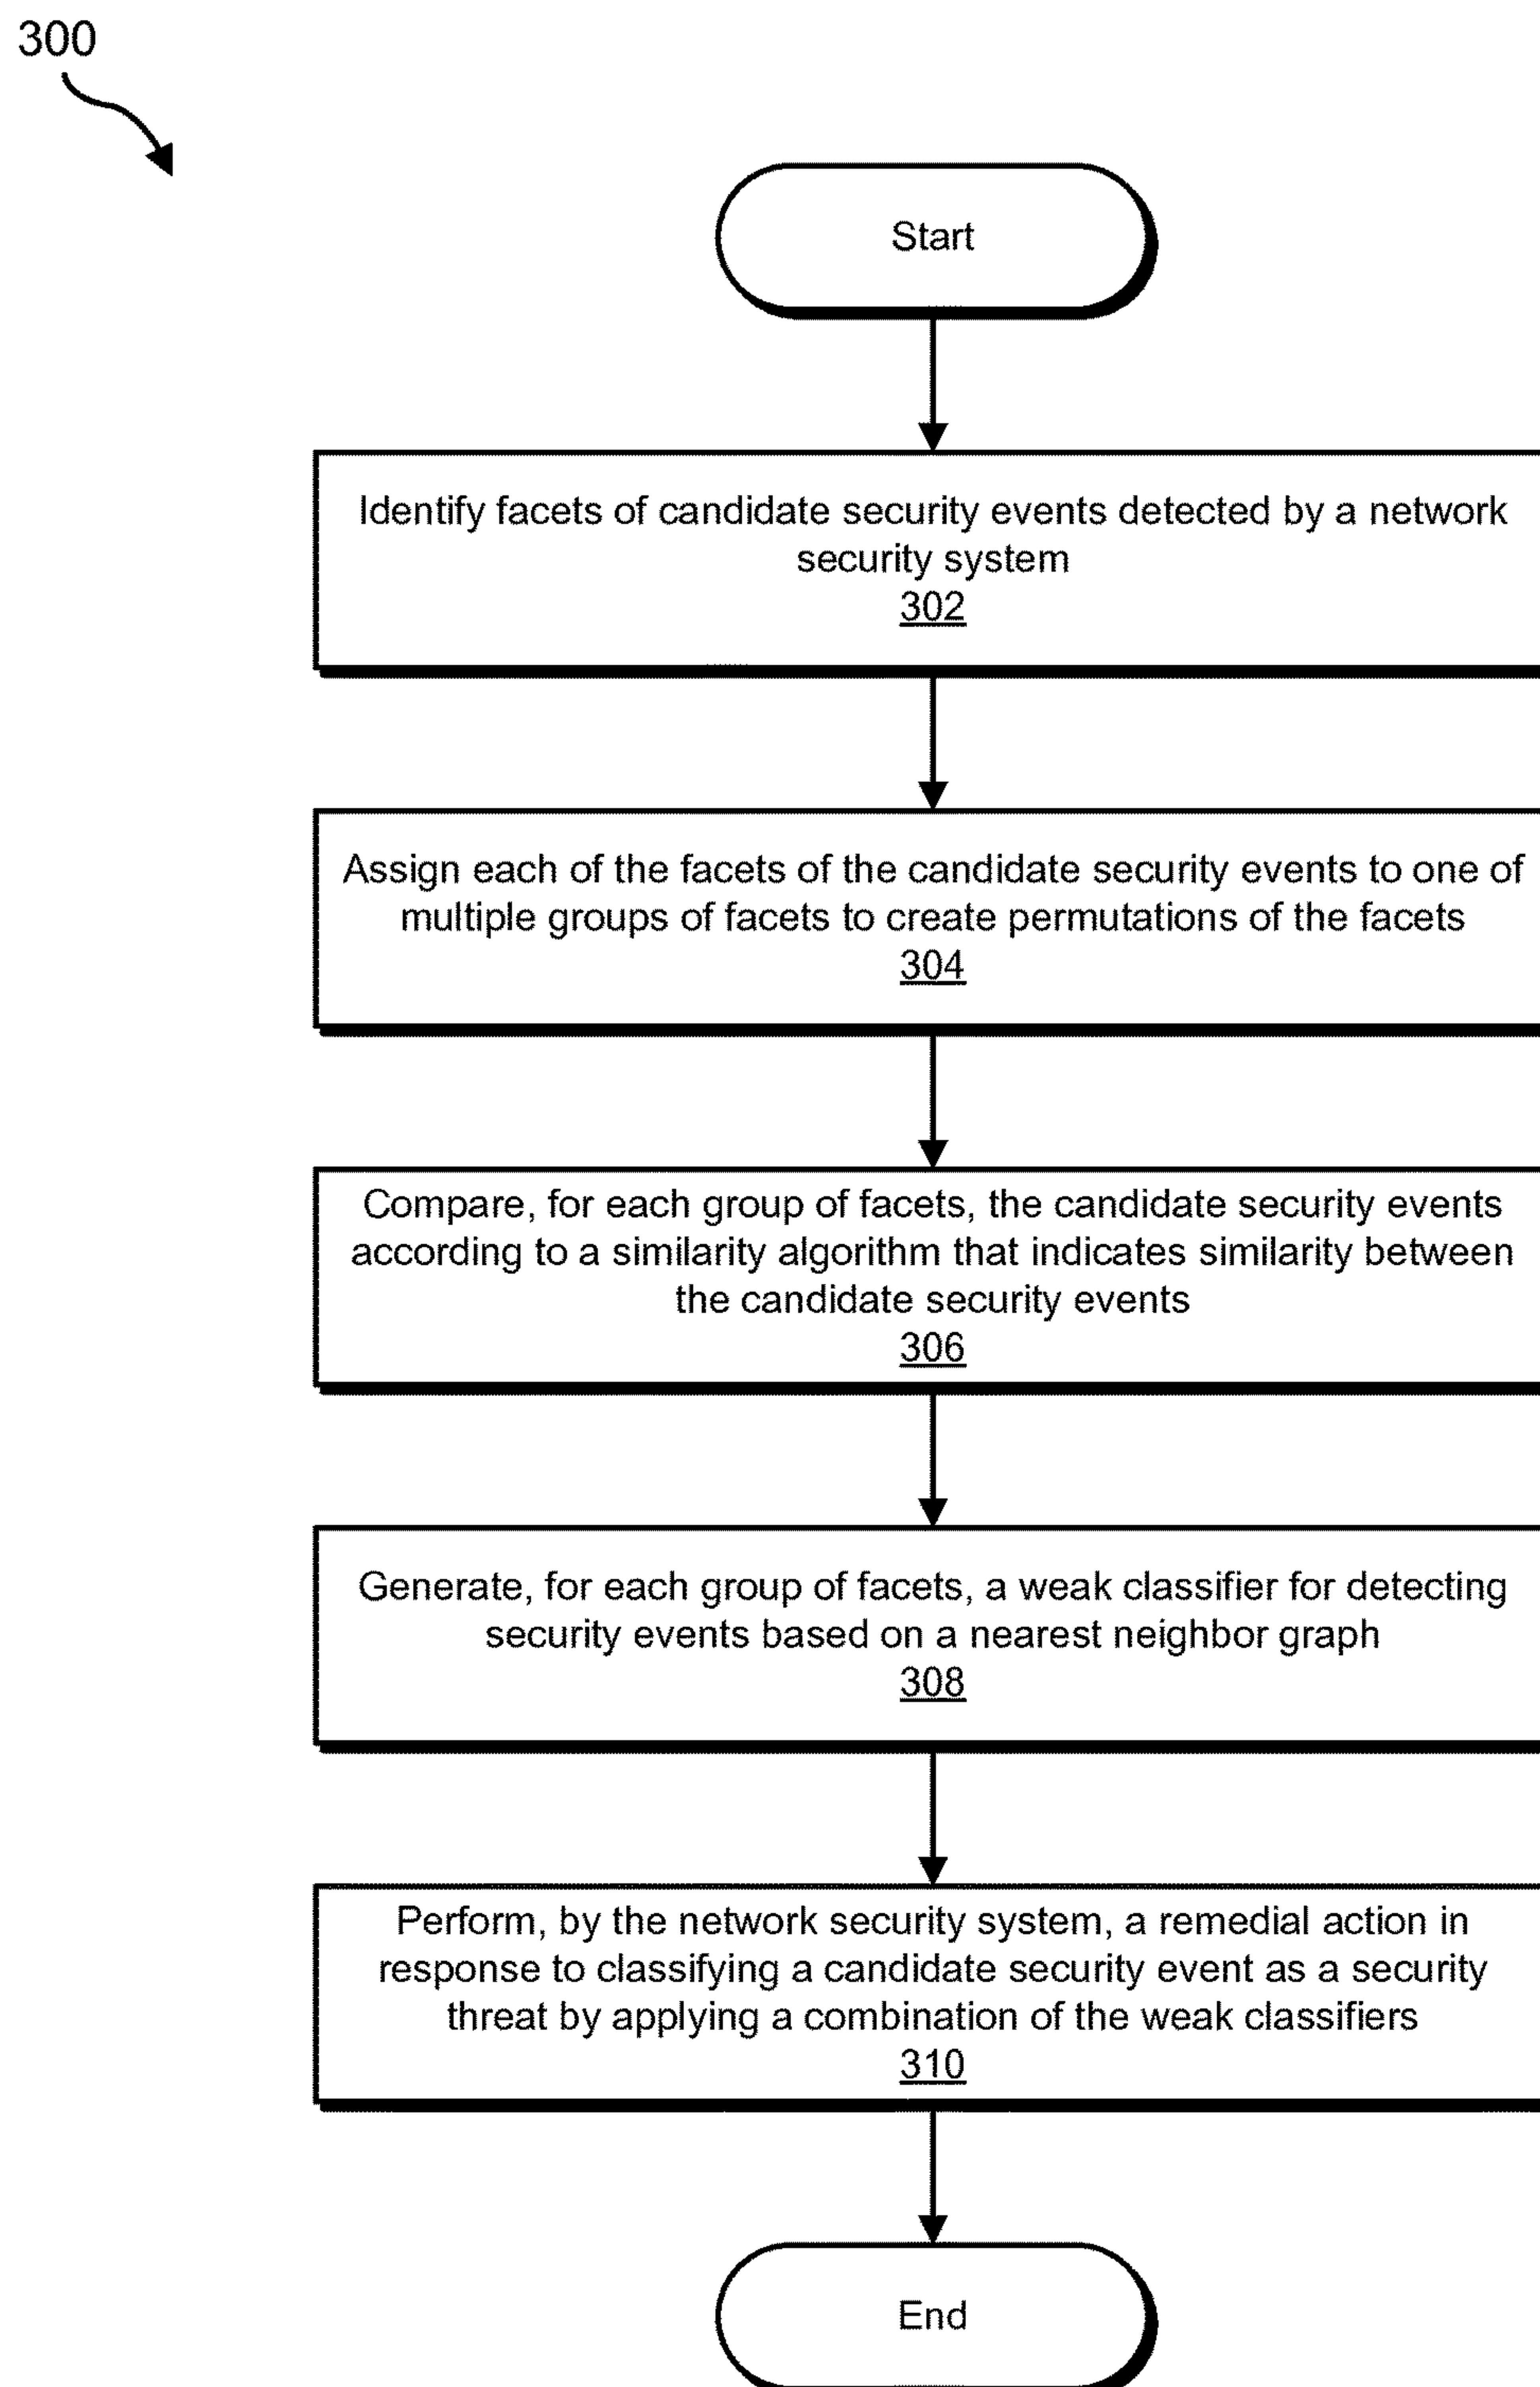 300
Start
Identify facets of candidate security events detected by a network
security system
302
Assign each of the facets of the candidate security events to one of
multiple groups of facets to create permutations of the facets
304
Compare, for each group of facets, the candidate security events
according to a similarity algorithm that indicates similarity between
the candidate security events
306
Generate, for each group of facets, a weak classifier for detecting
security events based on a nearest neighbor graph
308
Perform, by the network security system, a remedial action in
response to classifying a candidate security event as a security
threat by applying a combination of the weak classifiers
310
End